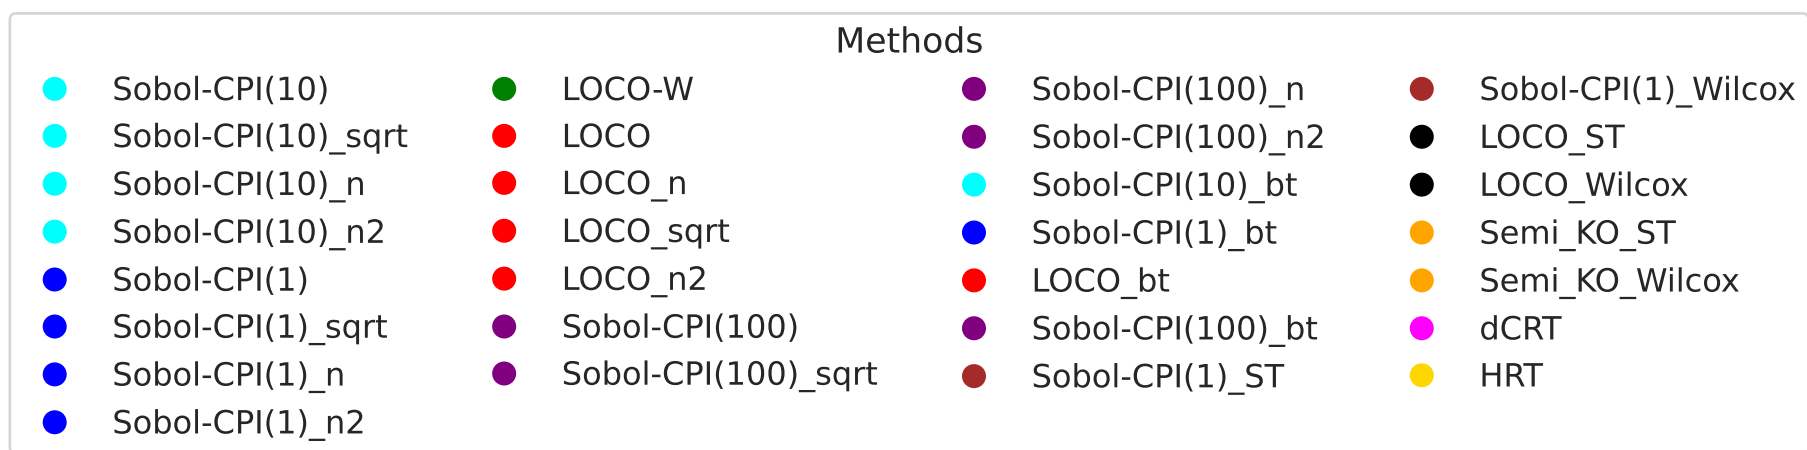 Methods
Sobol-CPI(10)
Sobol-CPI(10)_sqrt
Sobol-CPI(10)_n
Sobol-CPI(10)_n2
Sobol-CPI(1)
Sobol-CPI(1)_sqrt
Sobol-CPI(1)_n
Sobol-CPI(1)_n2
LOCO-W
LOCO
LOCO_n
LOCO_sqrt
LOCO_n2
Sobol-CPI(100)
Sobol-CPI(100)_sqrt
Sobol-CPI(100)_n
Sobol-CPI(100)_n2
Sobol-CPI(10)_bt
Sobol-CPI(1)_bt
LOCO_bt
Sobol-CPI(100)_bt
Sobol-CPI(1)_ST
Sobol-CPI(1)_Wilcox
LOCO_ST
LOCO_Wilcox
Semi_KO_ST
Semi_KO_Wilcox
dCRT
HRT